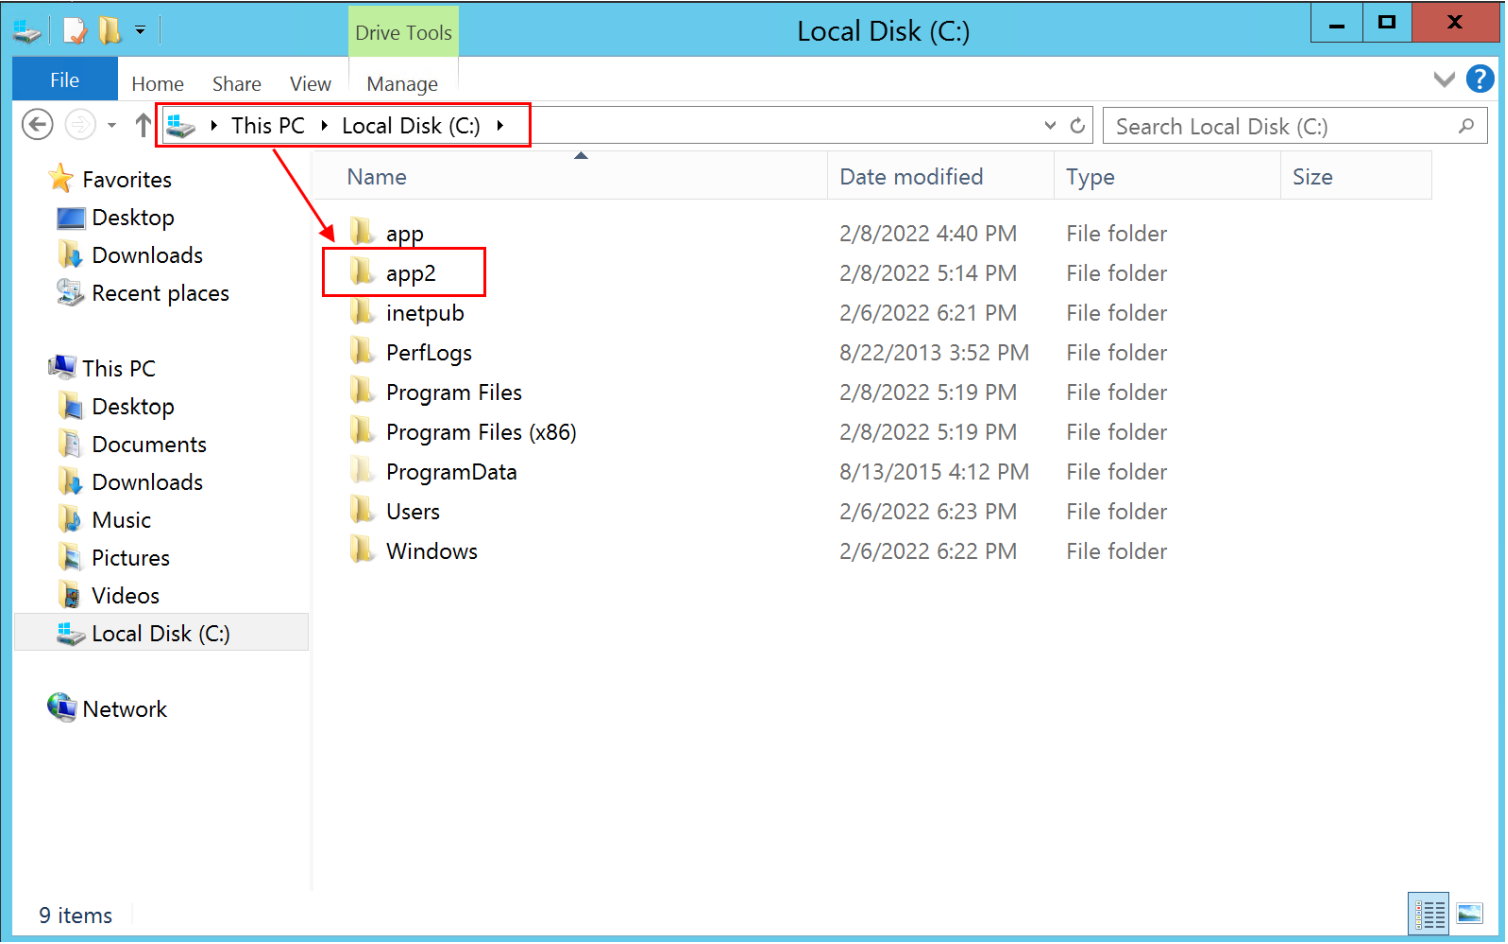 Drive Tools
Local Disk (C:)
File
Home
Share
View
Manage
This PC
Local Disk (C:)
Search Local Disk (C:)
Favorites
Desktop
Downloads
Recent places
This PC
Desktop
Documents
Downloads
Music
Pictures
Videos
Local Disk (C:)
Network
Name Date modified Type Size
app 2/8/2022 4:40 PM File folder
app2 2/8/2022 5:14 PM File folder
inetpub 2/6/2022 6:21 PM File folder
PerfLogs 8/22/2013 3:52 PM File folder
Program Files 2/8/2022 5:19 PM File folder
Program Files (x86) 2/8/2022 5:19 PM File folder
ProgramData 8/13/2015 4:12 PM File folder
Users 2/6/2022 6:23 PM File folder
Windows 2/6/2022 6:22 PM File folder
9 items